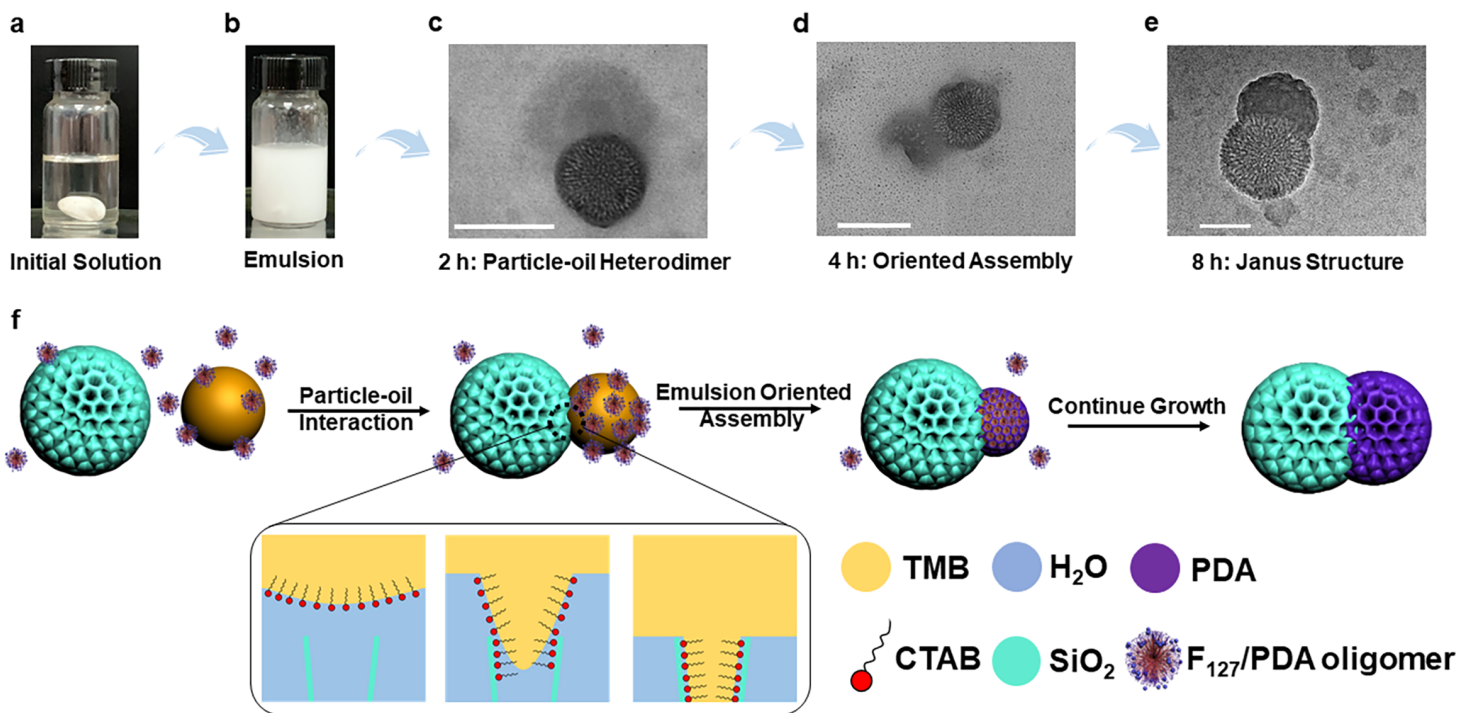 a
b
c
d
e
Initial Solution
Emulsion
2 h: Particle-oil Heterodimer
4 h: Oriented Assembly
8 h: Janus Structure
f
Particle-oil
Interaction
Emulsion Oriented
Assembly
Continue Growth
TMB
H₂O
PDA
CTAB
SiO₂
F₁₂₇/PDA oligomer